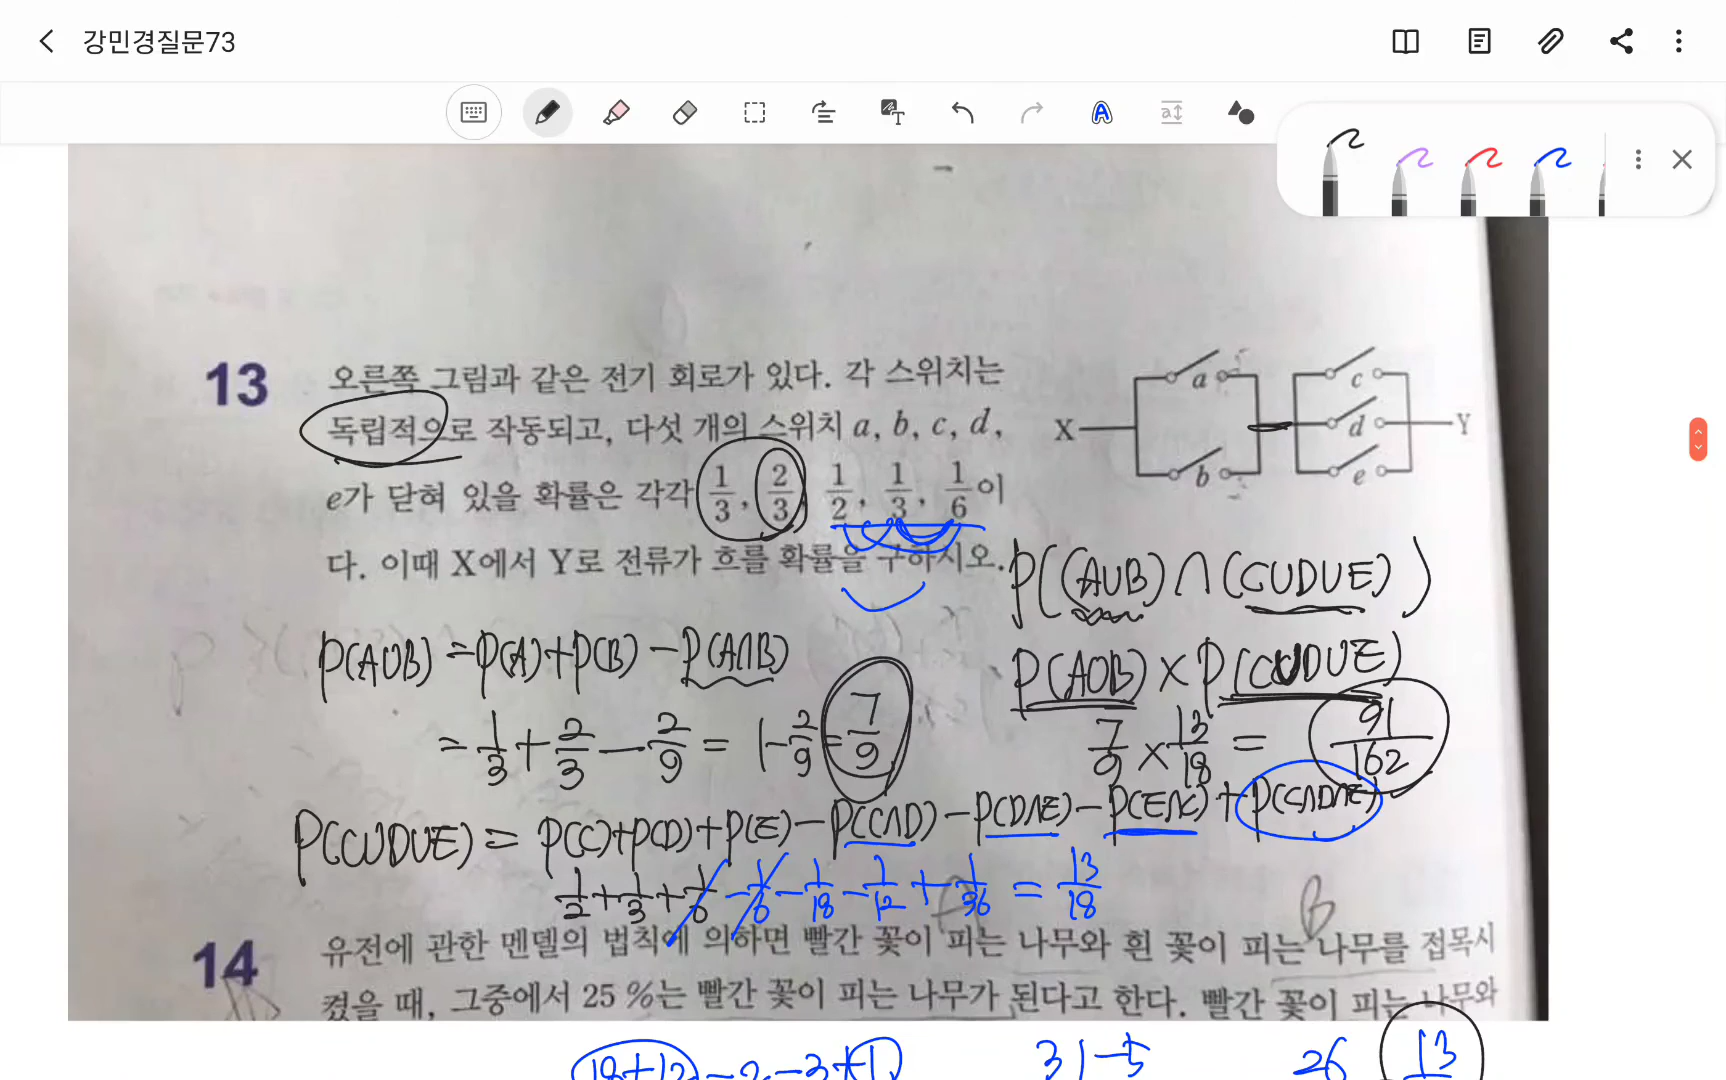 강민경질문73
13 오른쪽 그림과 같은 전기 회로가 있다. 각 스위치는
독립적으로 작동되고, 다섯 개의 스위치 a, b, c, d,
e가 닫혀 있을 확률은 각각 1/3, 2/3, 1/2, 1/3, 1/6이
다. 이때 X에서 Y로 전류가 흐를 확률을 구하시오.
X a b c d e Y
P((A∪B)∩(C∪D∪E))
P(A∪B) × P(C∪D∪E)
7/9 × 13/18 = 91/162
P(A∪B) = P(A)+P(B)-P(A∩B)
= 1/3 + 2/3 - 2/9 = 1 - 2/9 = 7/9
P(C∪D∪E) = P(C)+P(D)+P(E)-P(C∩D)-P(D∩E)-P(E∩C)+P(C∩D∩E)
1/2 + 1/3 + 1/6 - 1/6 - 1/18 - 1/12 + 1/36 = 13/18
A B
14 유전에 관한 멘델의 법칙에 의하면 빨간 꽃이 피는 나무와 흰 꽃이 피는 나무를 접목시
켰을 때, 그중에서 25 %는 빨간 꽃이 피는 나무가 된다고 한다. 빨간 꽃이 피는 나무와
18+12-2-3+1 31-5 26 13